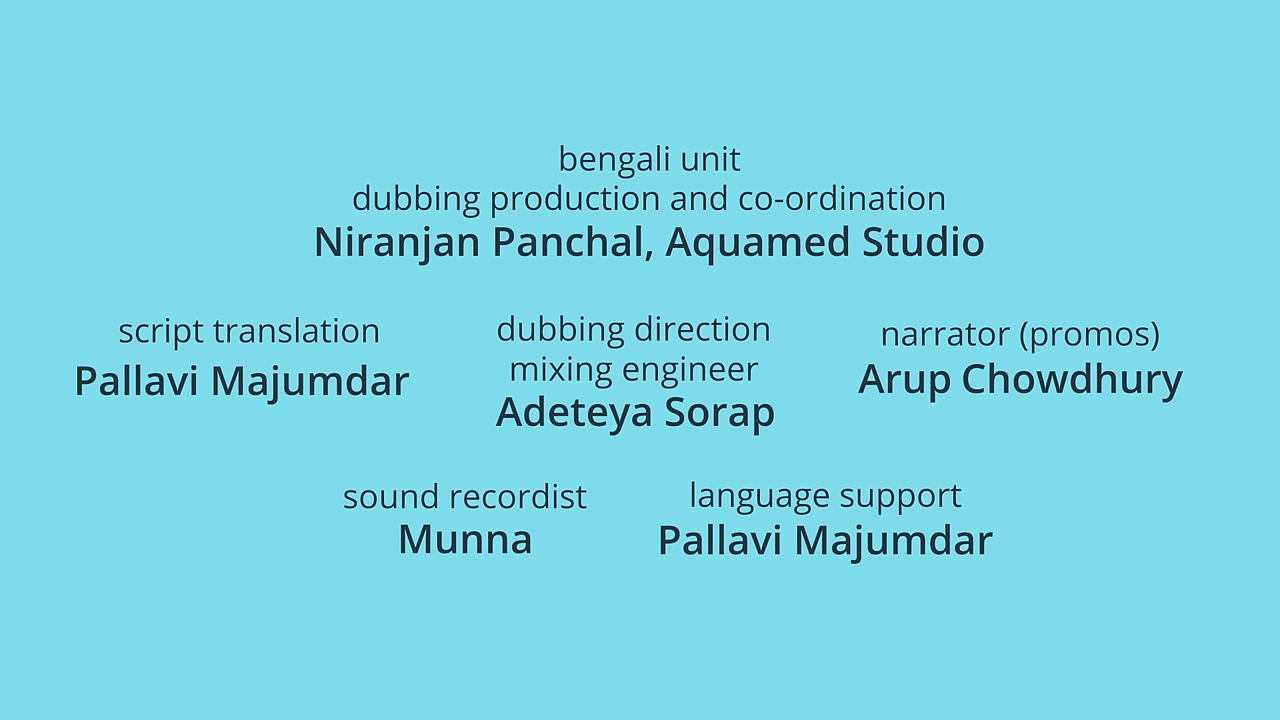 bengali unit
dubbing production and co-ordination
Niranjan Panchal, Aquamed Studio
script translation
Pallavi Majumdar
dubbing direction
mixing engineer
Adeteya Sorap
narrator (promos)
Arup Chowdhury
sound recordist
Munna
language support
Pallavi Majumdar